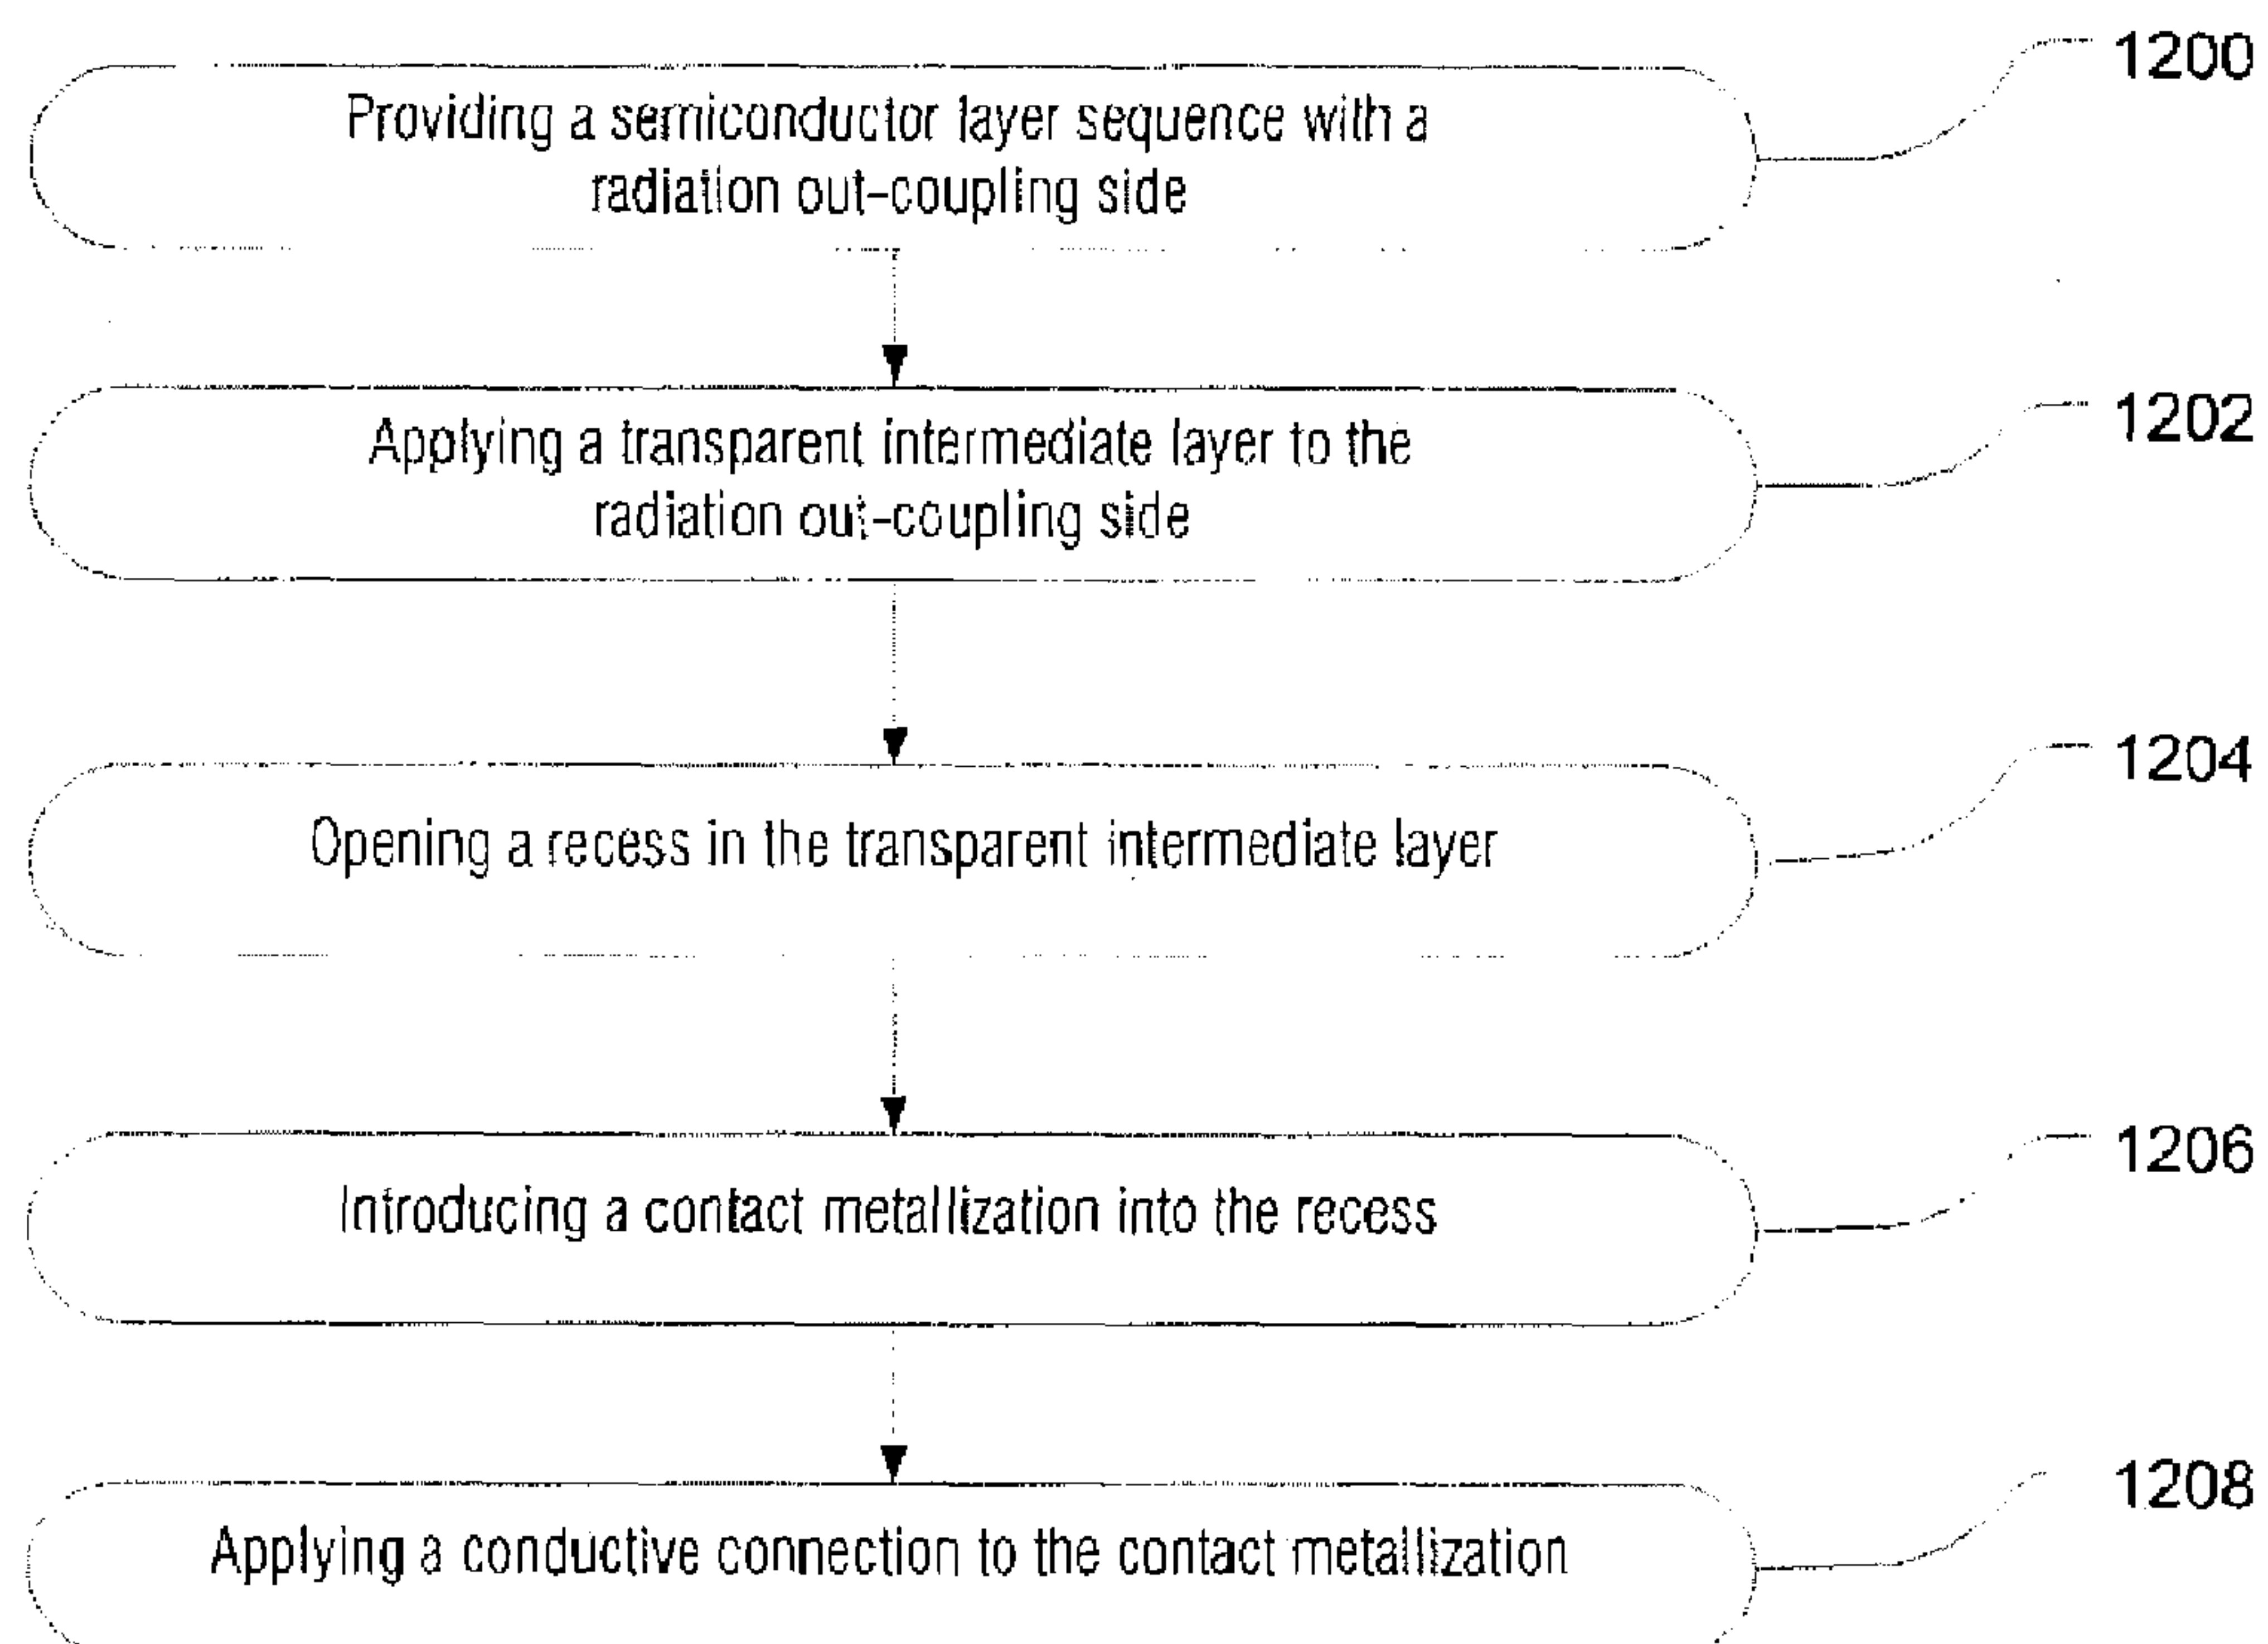 1200
Providing a semiconductor layer sequence with a
radiation out-coupling side
1202
Applying a transparent intermediate layer to the
radiation out-coupling side
1204
Opening a recess in the transparent intermediate layer
1206
Introducing a contact metallization into the recess
1208
Applying a conductive connection to the contact metallization